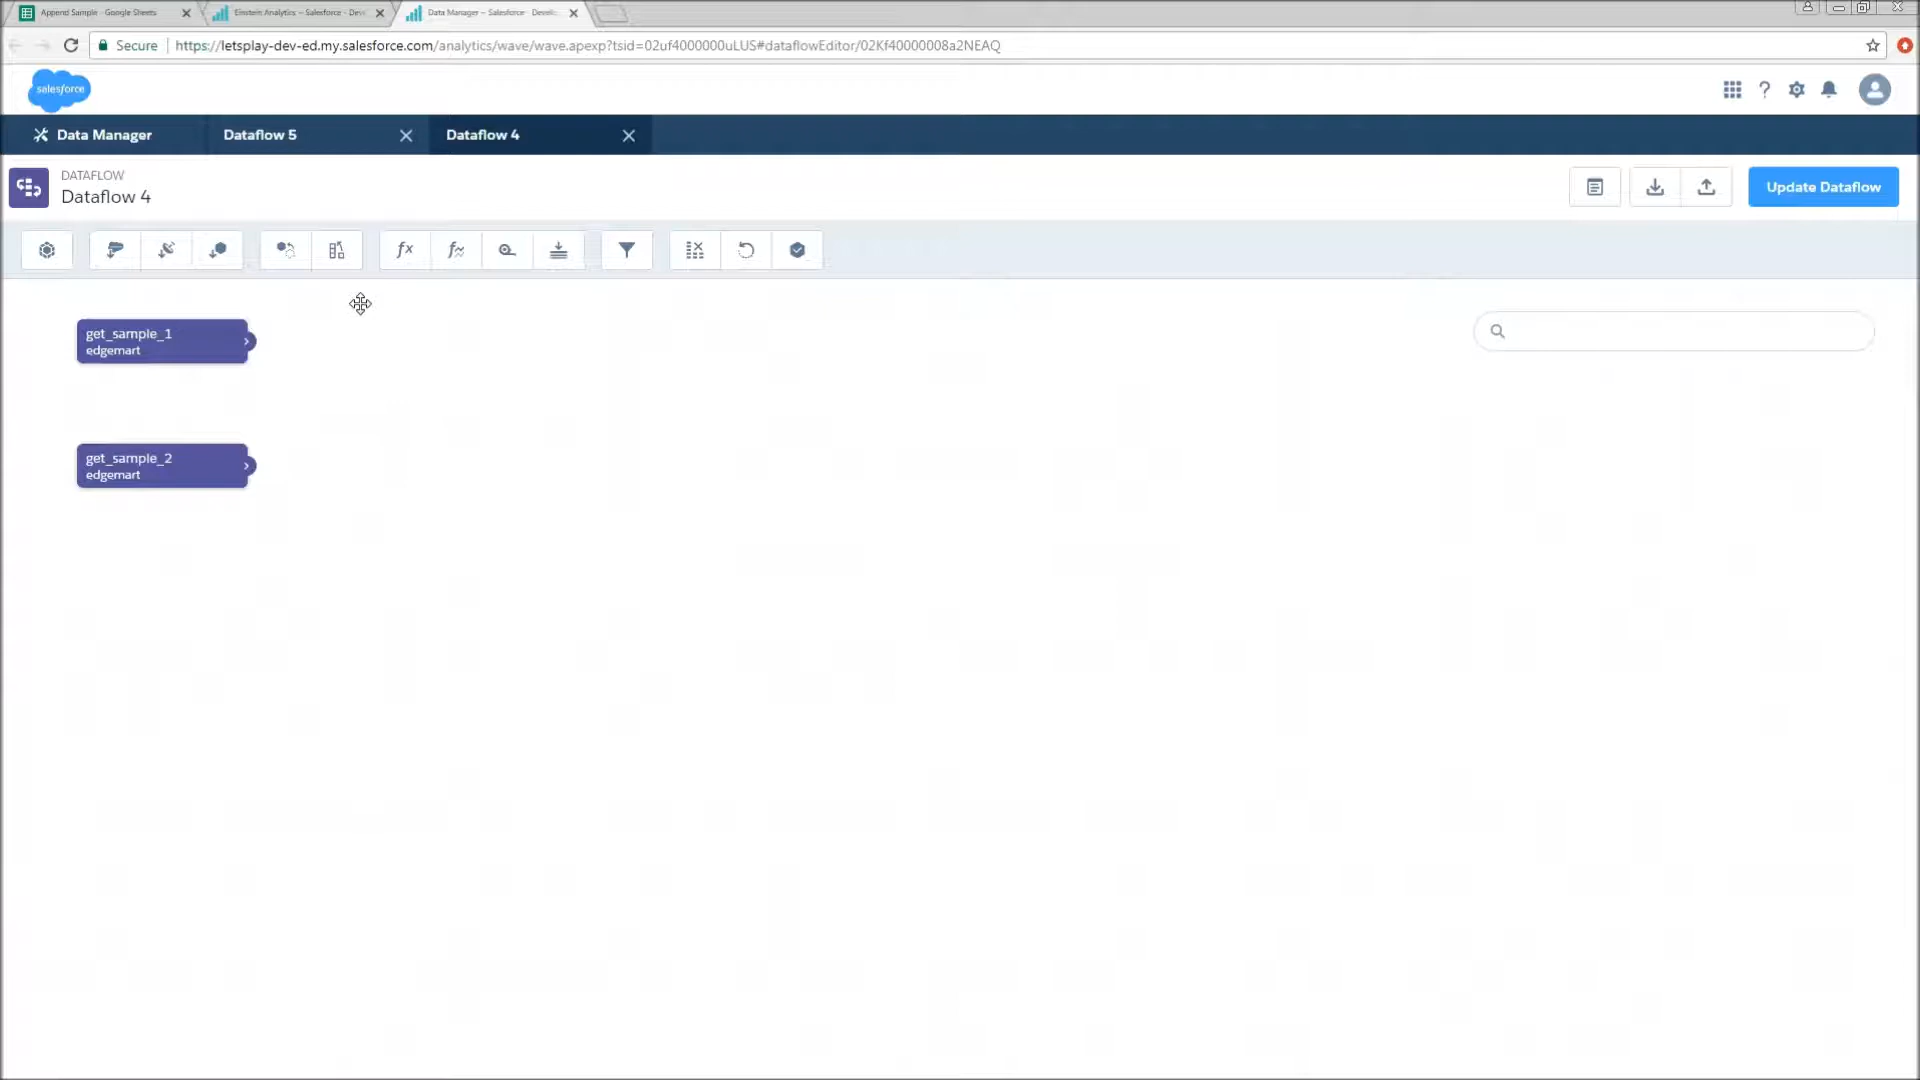 Append Sample - Google Sheets
Einstein Analytics – Salesforce - Dev
Data Manager – Salesforce - Develo
Secure
https://letsplay-dev-ed.my.salesforce.com/analytics/wave/wave.apexp?tsid=02uf4000000uLUS#dataflowEditor/02Kf40000008a2NEAQ
salesforce
Data Manager
Dataflow 5
Dataflow 4
DATAFLOW
Dataflow 4
Update Dataflow
fx
get_sample_1
edgemart
get_sample_2
edgemart